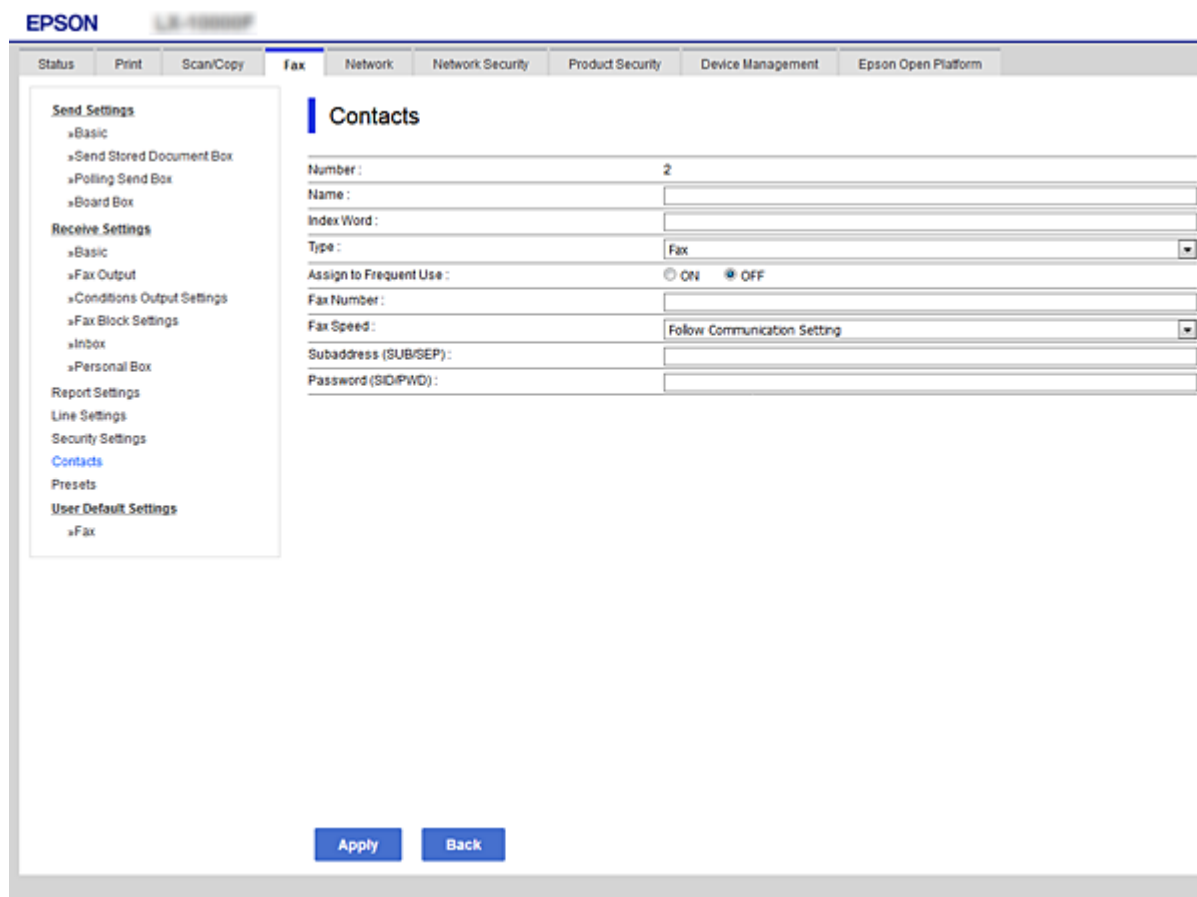 EPSON
Status Print Scan/Copy Fax Network Network Security Product Security Device Management Epson Open Platform
Send Settings
»Basic
»Send Stored Document Box
»Polling Send Box
»Board Box
Receive Settings
»Basic
»Fax Output
»Conditions Output Settings
»Fax Block Settings
»Inbox
»Personal Box
Report Settings
Line Settings
Security Settings
Contacts
Presets
User Default Settings
»Fax
Contacts
Number : 2
Name :
Index Word :
Type : Fax
Assign to Frequent Use : ON OFF
Fax Number :
Fax Speed : Follow Communication Setting
Subaddress (SUB/SEP) :
Password (SID/PWD) :
Apply Back